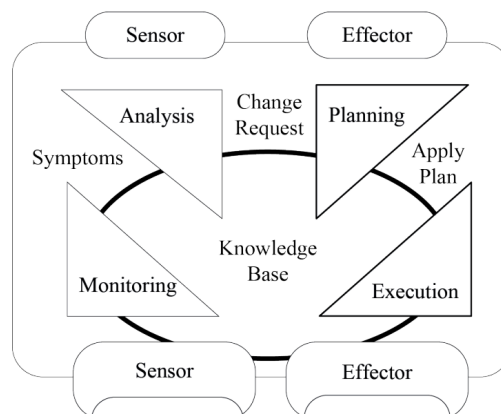 Sensor
Effector
Analysis
Change
Request
Planning
Symptoms
Apply
Plan
Knowledge
Base
Monitoring
Execution
Sensor
Effector